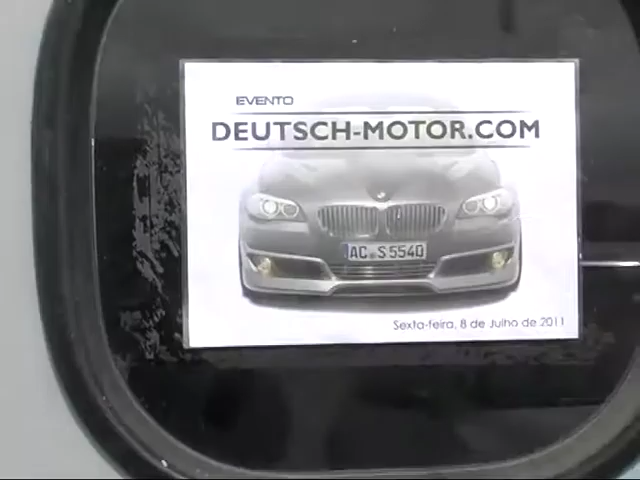 EVENTO
DEUTSCH-MOTOR.COM
AC S 5540
Sexta-feira, 8 de Julho de 2011